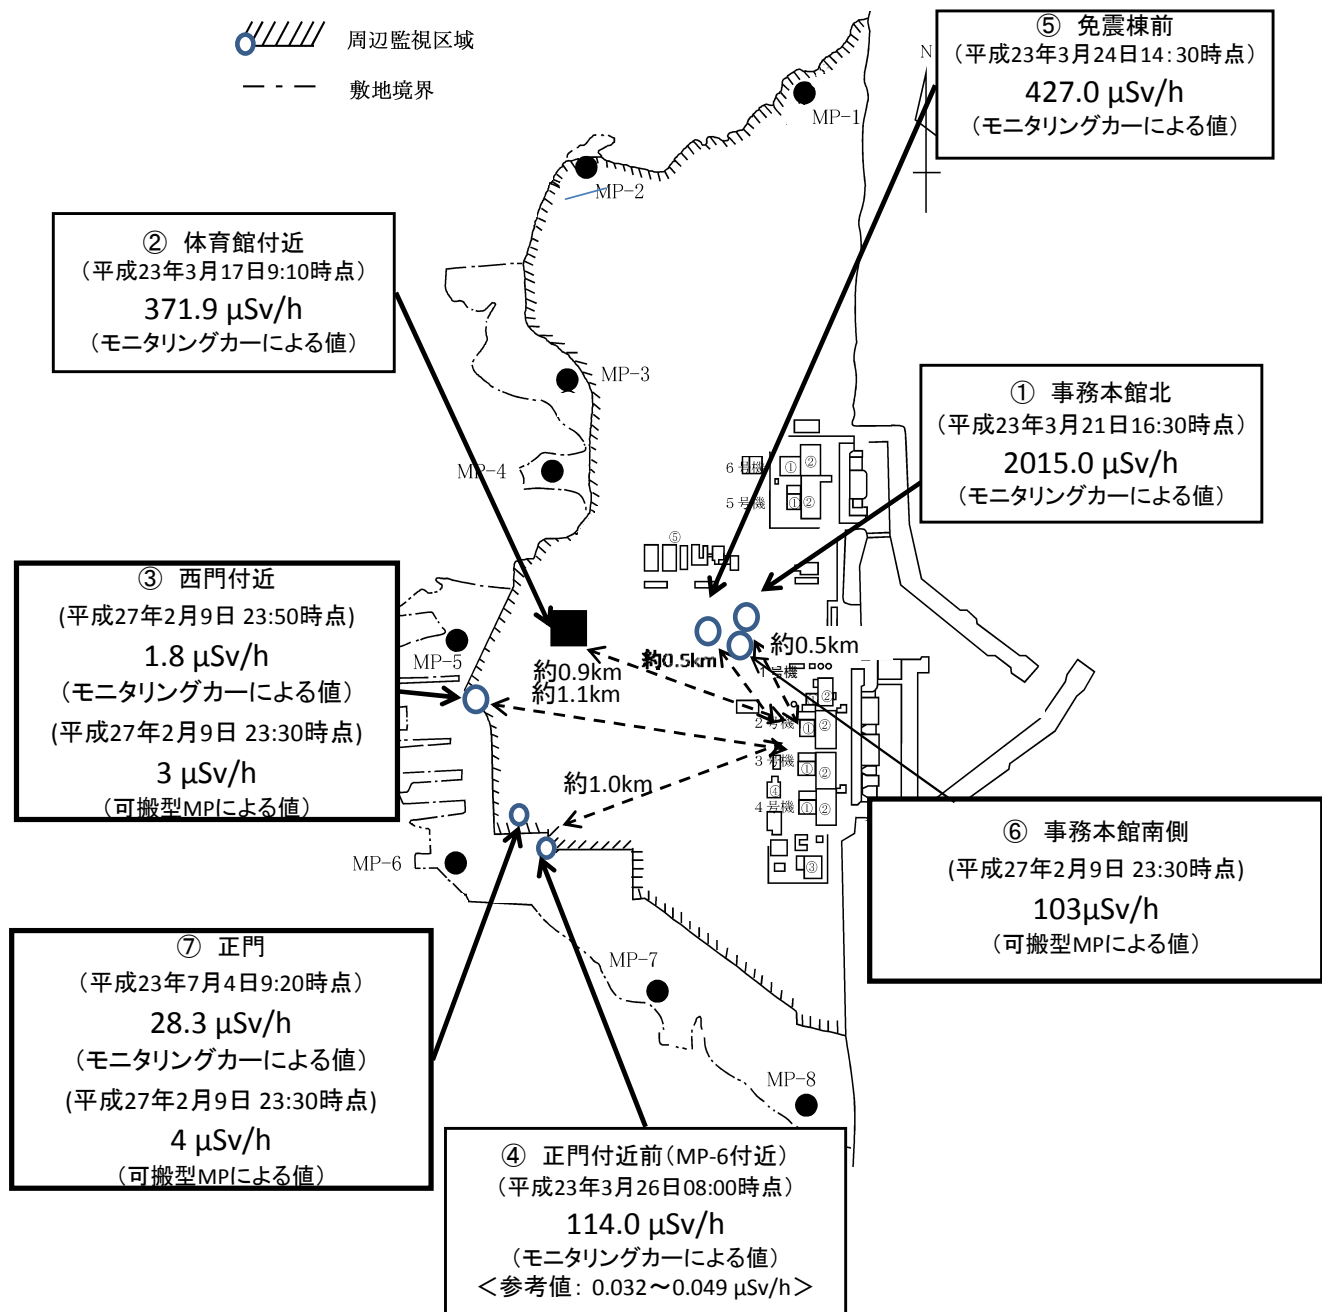 周辺監視区域
敷地境界
⑤ 免震棟前
（平成23年3月24日14：30時点）
427.0 μSv/h
（モニタリングカーによる値）
N
MP-1
MP-2
② 体育館付近
（平成23年3月17日9:10時点）
371.9 μSv/h
（モニタリングカーによる値）
MP-3
MP-4
① 事務本館北
（平成23年3月21日16:30時点）
2015.0 μSv/h
（モニタリングカーによる値）
6号機
①
②
5号機
①
②
⑤
③ 西門付近
(平成27年2月9日 23:50時点)
1.8 μSv/h
（モニタリングカーによる値）
(平成27年2月9日 23:30時点)
3 μSv/h
（可搬型MPによる値）
MP-5
約0.5km
約0.5km
約0.9km
約1.1km
約1.0km
1号機
②
2号機
①
②
3号機
①
②
④
4号機
①
②
③
⑥ 事務本館南側
(平成27年2月9日 23:30時点)
103μSv/h
（可搬型MPによる値）
MP-6
⑦ 正門
（平成23年7月4日9:20時点）
28.3 μSv/h
（モニタリングカーによる値）
(平成27年2月9日 23:30時点)
4 μSv/h
（可搬型MPによる値）
MP-7
MP-8
④ 正門付近前（MP-6付近）
（平成23年3月26日08:00時点）
114.0 μSv/h
（モニタリングカーによる値）
＜参考値：0.032～0.049 μSv/h＞